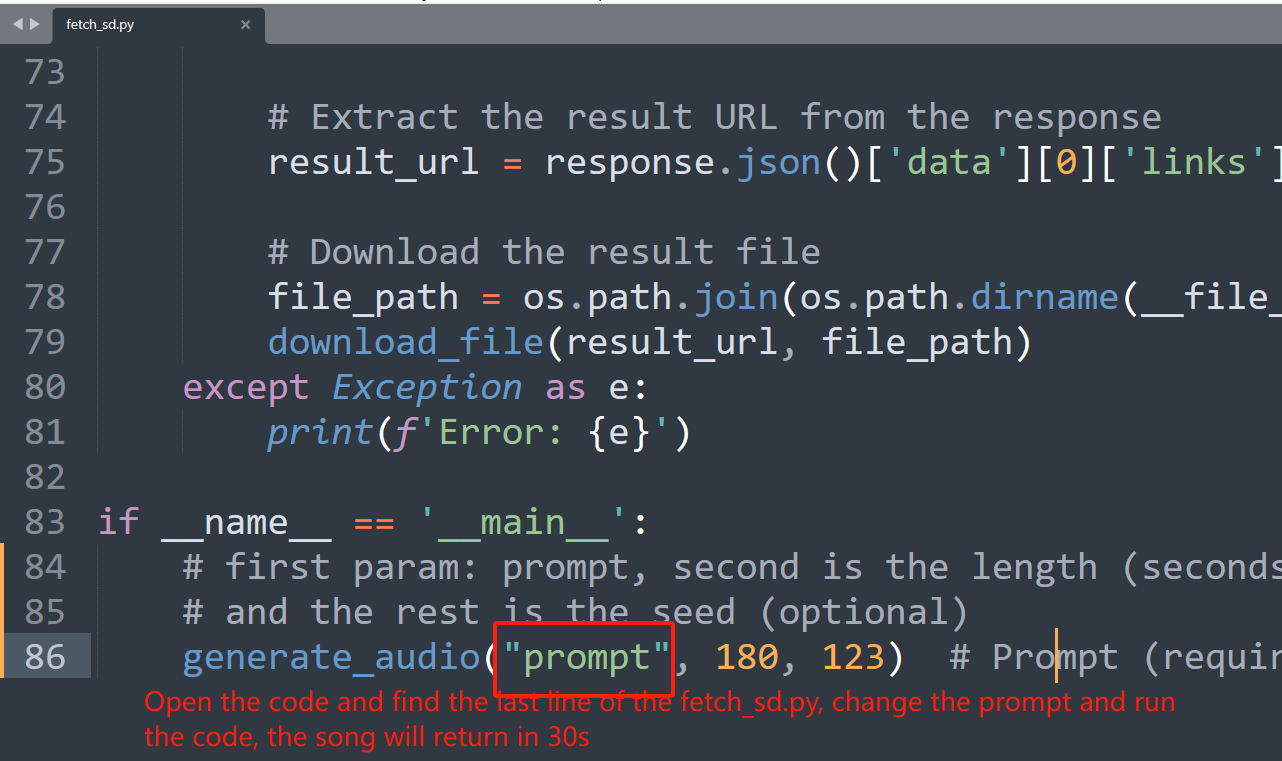 fetch_sd.py
73
74 # Extract the result URL from the response
75 result_url = response.json()['data'][0]['links']
76
77 # Download the result file
78 file_path = os.path.join(os.path.dirname(__file_
79 download_file(result_url, file_path)
80 except Exception as e:
81 print(f'Error: {e}')
82
83 if __name__ == '__main__':
84 # first param: prompt, second is the length (seconds
85 # and the rest is the seed (optional)
86 generate_audio("prompt", 180, 123) # Prompt (requir
Open the code and find the last line of the fetch_sd.py, change the prompt and run
the code, the song will return in 30s